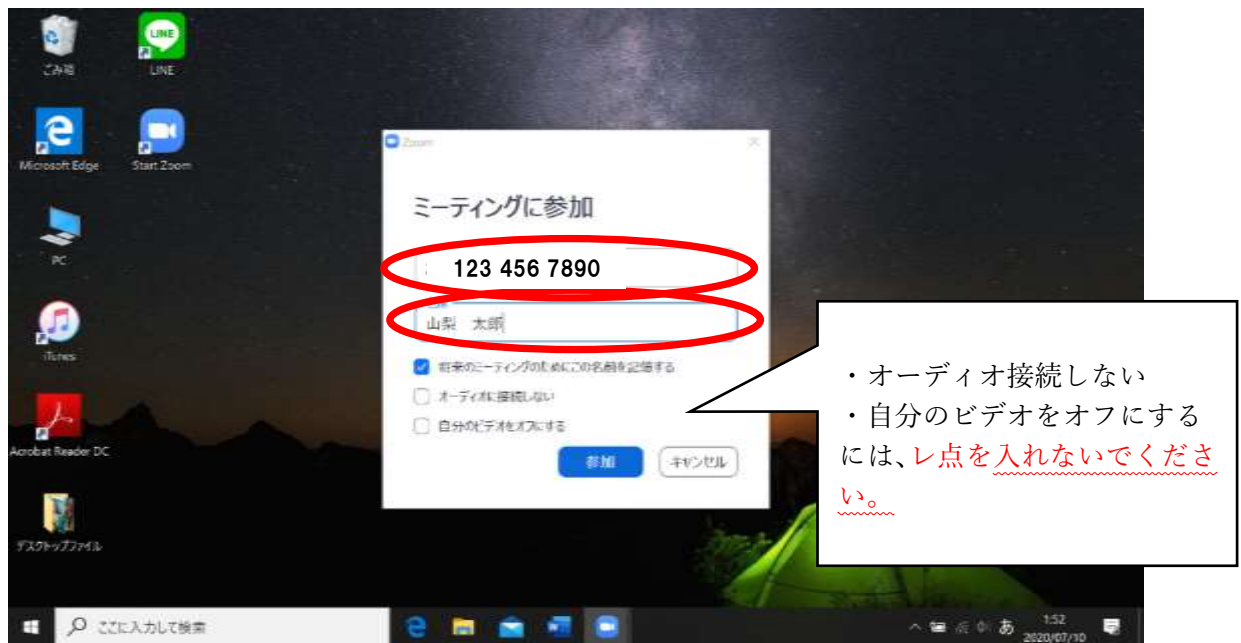 ごみ箱
LINE
LINE
Microsoft Edge
Start Zoom
PC
iTunes
Acrobat Reader DC
デスクトップファイル
Zoom
ミーティングに参加
123 456 7890
山梨　太郎
将来のミーティングのためにこの名前を記憶する
オーディオに接続しない
自分のビデオをオフにする
参加
キャンセル
・オーディオ接続しない
・自分のビデオをオフにする
には、レ点を入れないでくださ
い。
ここに入力して検索
あ
1:52
2020/07/10